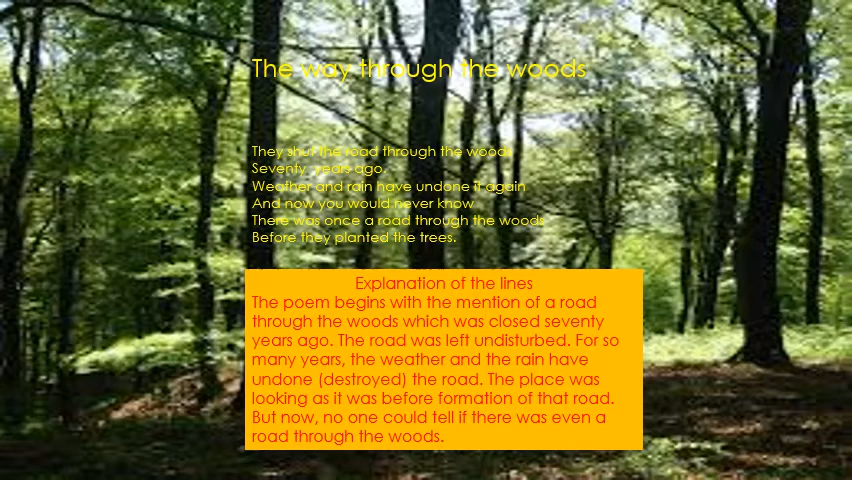 The way through the woods
They shut the road through the woods
Seventy  years ago.
Weather and rain have undone it again
And now you would never know
There was once a road through the woods
Before they planted the trees.
Explanation of the lines
The poem begins with the mention of a road
through the woods which was closed seventy
years ago. The road was left undisturbed. For so
many years, the weather and the rain have
undone (destroyed) the road. The place was
looking as it was before formation of that road.
But now, no one could tell if there was even a
road through the woods.